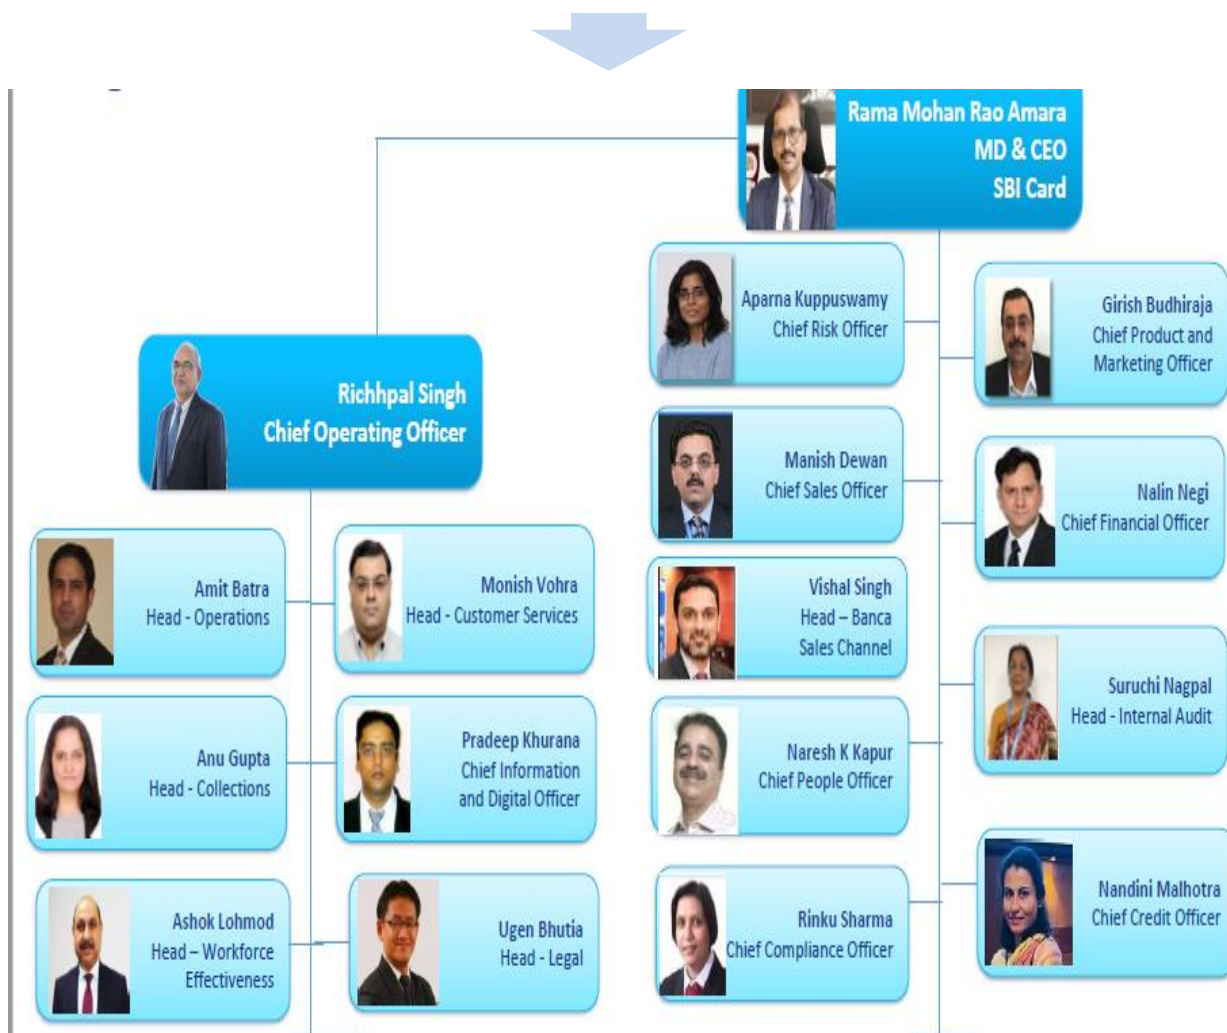 Rama Mohan Rao Amara
MD & CEO
SBI Card
Aparna Kuppuswamy
Chief Risk Officer
Girish Budhiraja
Chief Product and
Marketing Officer
Richhpal Singh
Chief Operating Officer
Manish Dewan
Chief Sales Officer
Nalin Negi
Chief Financial Officer
Amit Batra
Head - Operations
Monish Vohra
Head - Customer Services
Vishal Singh
Head – Banca
Sales Channel
Suruchi Nagpal
Head - Internal Audit
Anu Gupta
Head - Collections
Pradeep Khurana
Chief Information
and Digital Officer
Naresh K Kapur
Chief People Officer
Ashok Lohmod
Head – Workforce
Effectiveness
Ugen Bhutia
Head - Legal
Rinku Sharma
Chief Compliance Officer
Nandini Malhotra
Chief Credit Officer